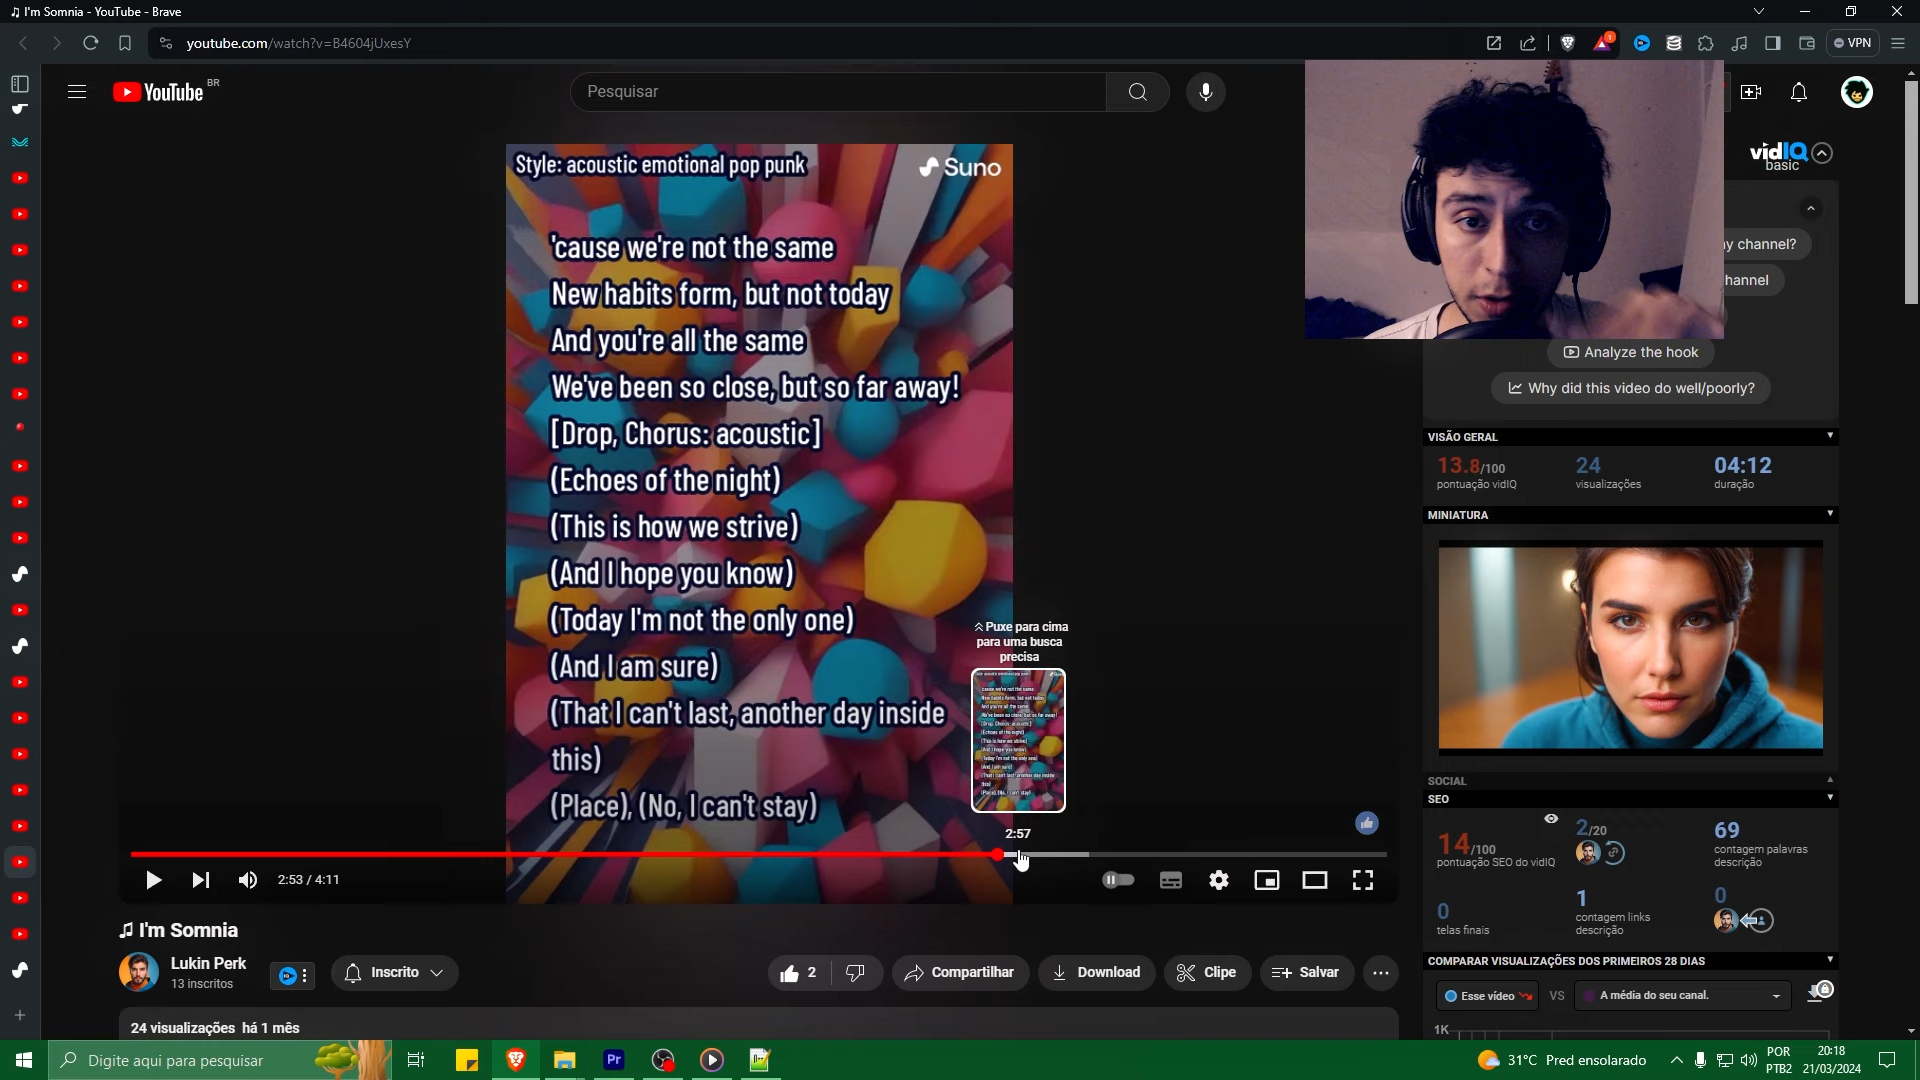 ♫ I'm Somnia - YouTube - Brave
youtube.com/watch?v=B4604jUxesY
1
VPN
YouTube BR
Pesquisar
vidIQ
basic
Style: acoustic emotional pop punk
Suno
'cause we're not the same
New habits form, but not today
And you're all the same
We've been so close, but so far away!
[Drop, Chorus: acoustic]
(Echoes of the night)
(This is how we strive)
(And I hope you know)
(Today I'm not the only one)
(And I am sure)
(That I can't last, another day inside
this)
(Place), (No, I can't stay)
Puxe para cima
para uma busca
precisa
2:57
2:53 / 4:11
♫ I'm Somnia
Lukin Perk
13 inscritos
Inscrito
2
Compartilhar
Download
Clipe
Salvar
24 visualizações há 1 mês
y channel?
hannel
Analyze the hook
Why did this video do well/poorly?
VISÃO GERAL
13.8/100
pontuação vidIQ
24
visualizações
04:12
duração
MINIATURA
SOCIAL
SEO
14/100
pontuação SEO do vidIQ
2/20
69
contagem palavras
descrição
0
telas finais
1
contagem links
descrição
0
COMPARAR VISUALIZAÇÕES DOS PRIMEIROS 28 DIAS
Esse vídeo
VS
A média do seu canal.
1K
Digite aqui para pesquisar
Pr
31°C Pred ensolarado
POR
PTB2
20:18
21/03/2024